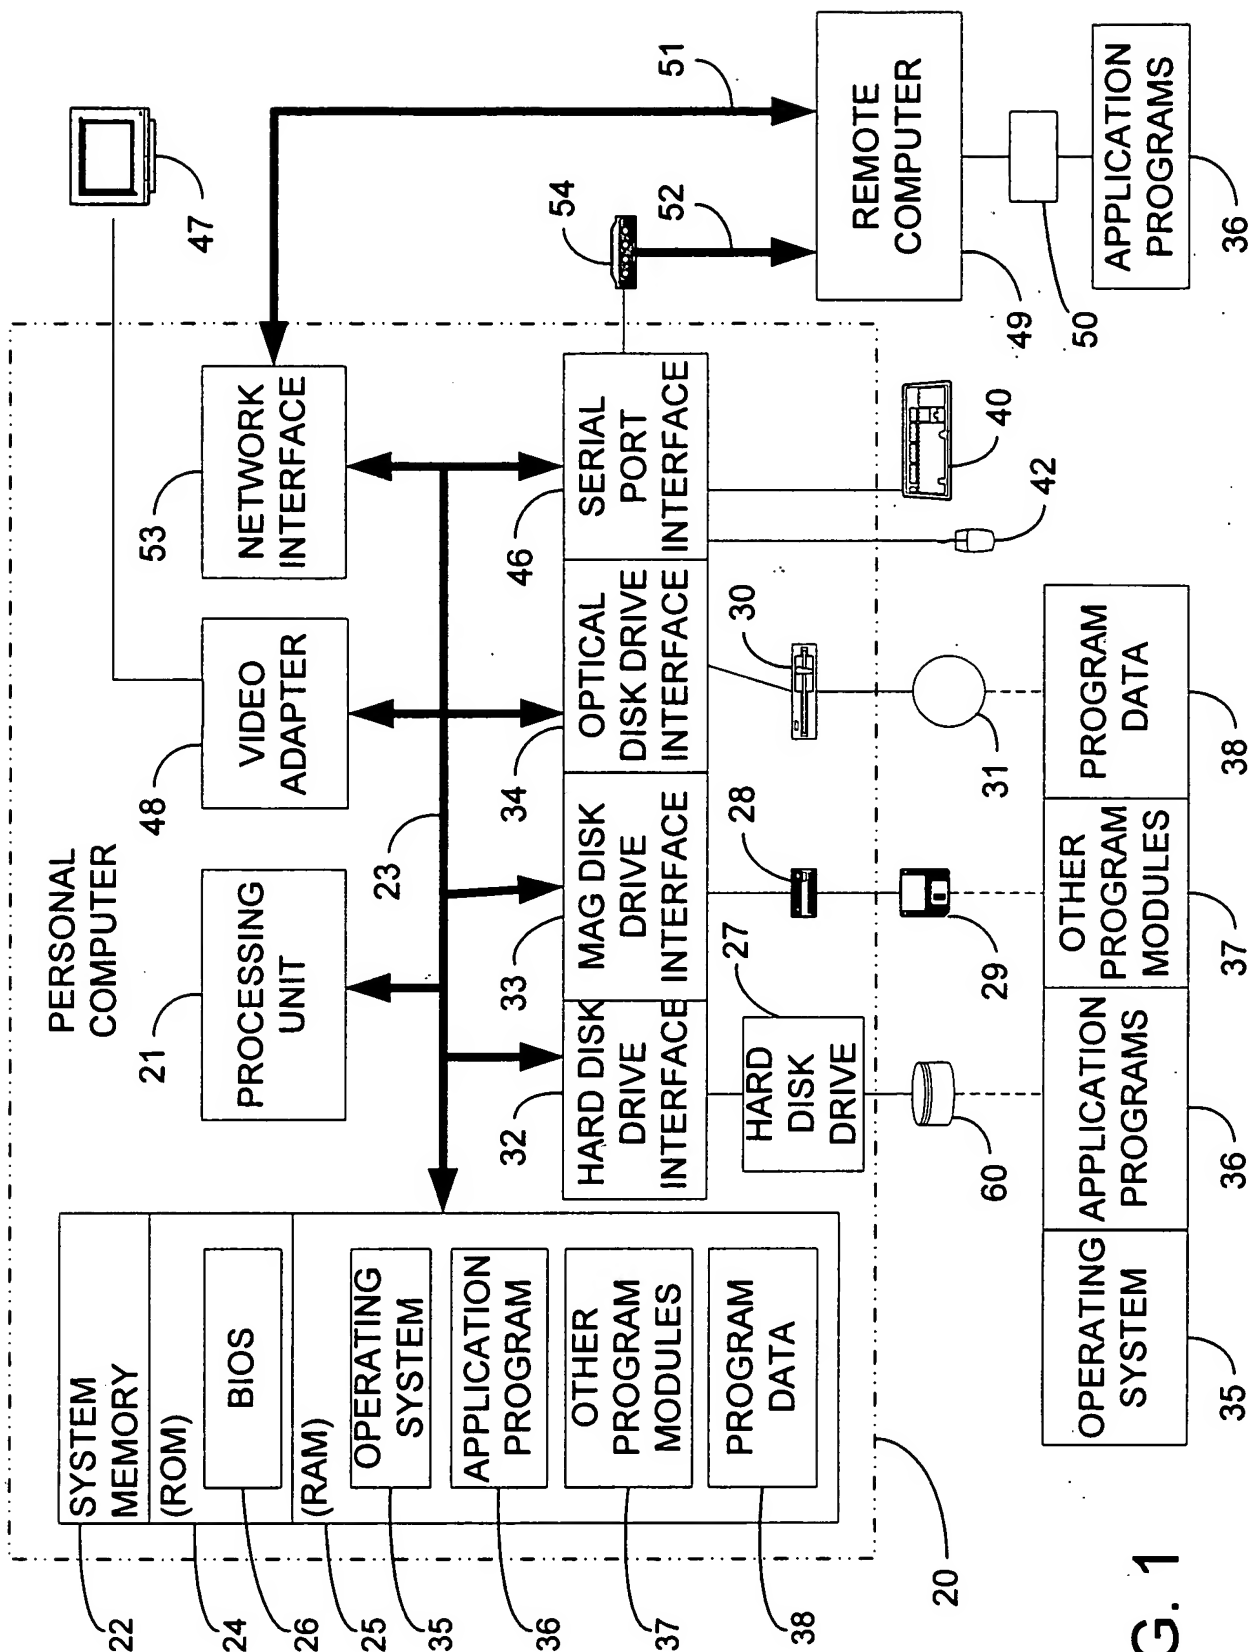 PERSONAL
COMPUTER
22
SYSTEM
MEMORY
24
(ROM)
26
BIOS
25
(RAM)
35
OPERATING
SYSTEM
36
APPLICATION
PROGRAM
37
OTHER
PROGRAM
MODULES
38
PROGRAM
DATA
21
PROCESSING
UNIT
48
VIDEO
ADAPTER
53
NETWORK
INTERFACE
47
23
32
HARD DISK
DRIVE
INTERFACE
33
MAG DISK
DRIVE
INTERFACE
34
OPTICAL
DISK DRIVE
INTERFACE
46
SERIAL
PORT
INTERFACE
54
52
51
27
HARD
DISK
DRIVE
28
30
20
60
29
31
42
40
REMOTE
COMPUTER
49
50
APPLICATION
PROGRAMS
36
OPERATING
SYSTEM
35
APPLICATION
PROGRAMS
36
OTHER
PROGRAM
MODULES
37
PROGRAM
DATA
38
G. 1